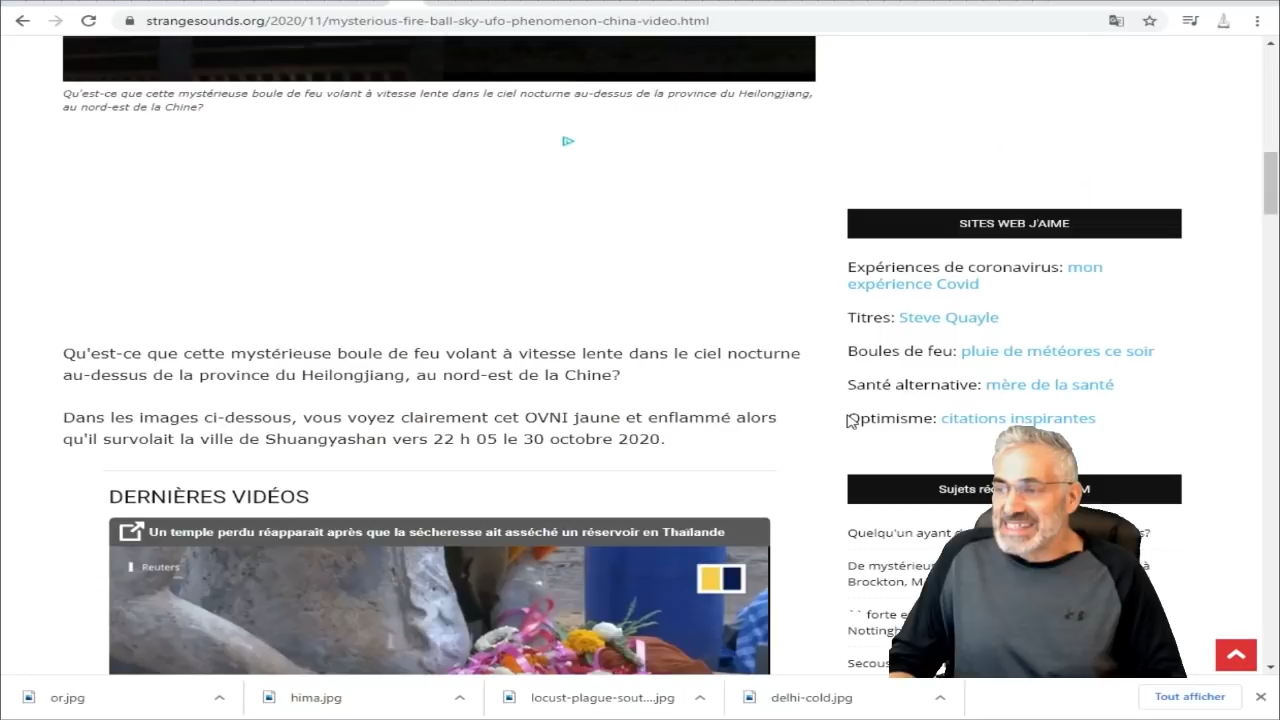 strangesounds.org/2020/11/mysterious-fire-ball-sky-ufo-phenomenon-china-video.html
Qu'est-ce que cette mystérieuse boule de feu volant à vitesse lente dans le ciel nocturne au-dessus de la province du Heilongjiang,
au nord-est de la Chine?
Qu'est-ce que cette mystérieuse boule de feu volant à vitesse lente dans le ciel nocturne
au-dessus de la province du Heilongjiang, au nord-est de la Chine?
Dans les images ci-dessous, vous voyez clairement cet OVNI jaune et enflammé alors
qu'il survolait la ville de Shuangyashan vers 22 h 05 le 30 octobre 2020.
DERNIÈRES VIDÉOS
Un temple perdu réapparaît après que la sécheresse ait asséché un réservoir en Thaïlande
Reuters
SITES WEB J'AIME
Expériences de coronavirus: mon
expérience Covid
Titres: Steve Quayle
Boules de feu: pluie de météores ce soir
Santé alternative: mère de la santé
Optimisme: citations inspirantes
Sujets M
Quelqu'un ayant ?
De mystérieus à
Brockton, M
`` forte
Nottingh
Secous
or.jpg
hima.jpg
locust-plague-sout....jpg
delhi-cold.jpg
Tout afficher